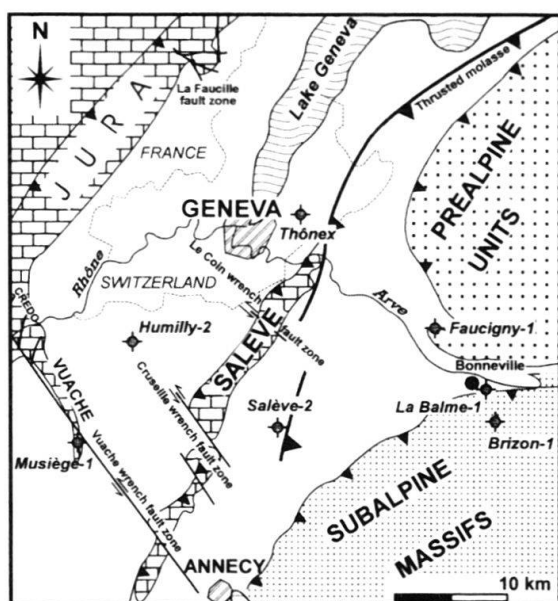 N
La Faucille
fault zone
JURA
FRANCE
Lake Geneva
Thrusted molasse
PREALPINE
UNITS
GENEVA
Thônex
Rhône
SWITZERLAND
Le Coin wrench
fault zone
Arve
CREDO
Humilly-2
SALÈVE
Faucigny-1
Bonneville
VUACHE
Cruseille wrench fault zone
Salève-2
La Balme-1
Brizon-1
Musiège-1
Vuache wrench fault zone
SUBALPINE
MASSIFS
ANNECY
10 km